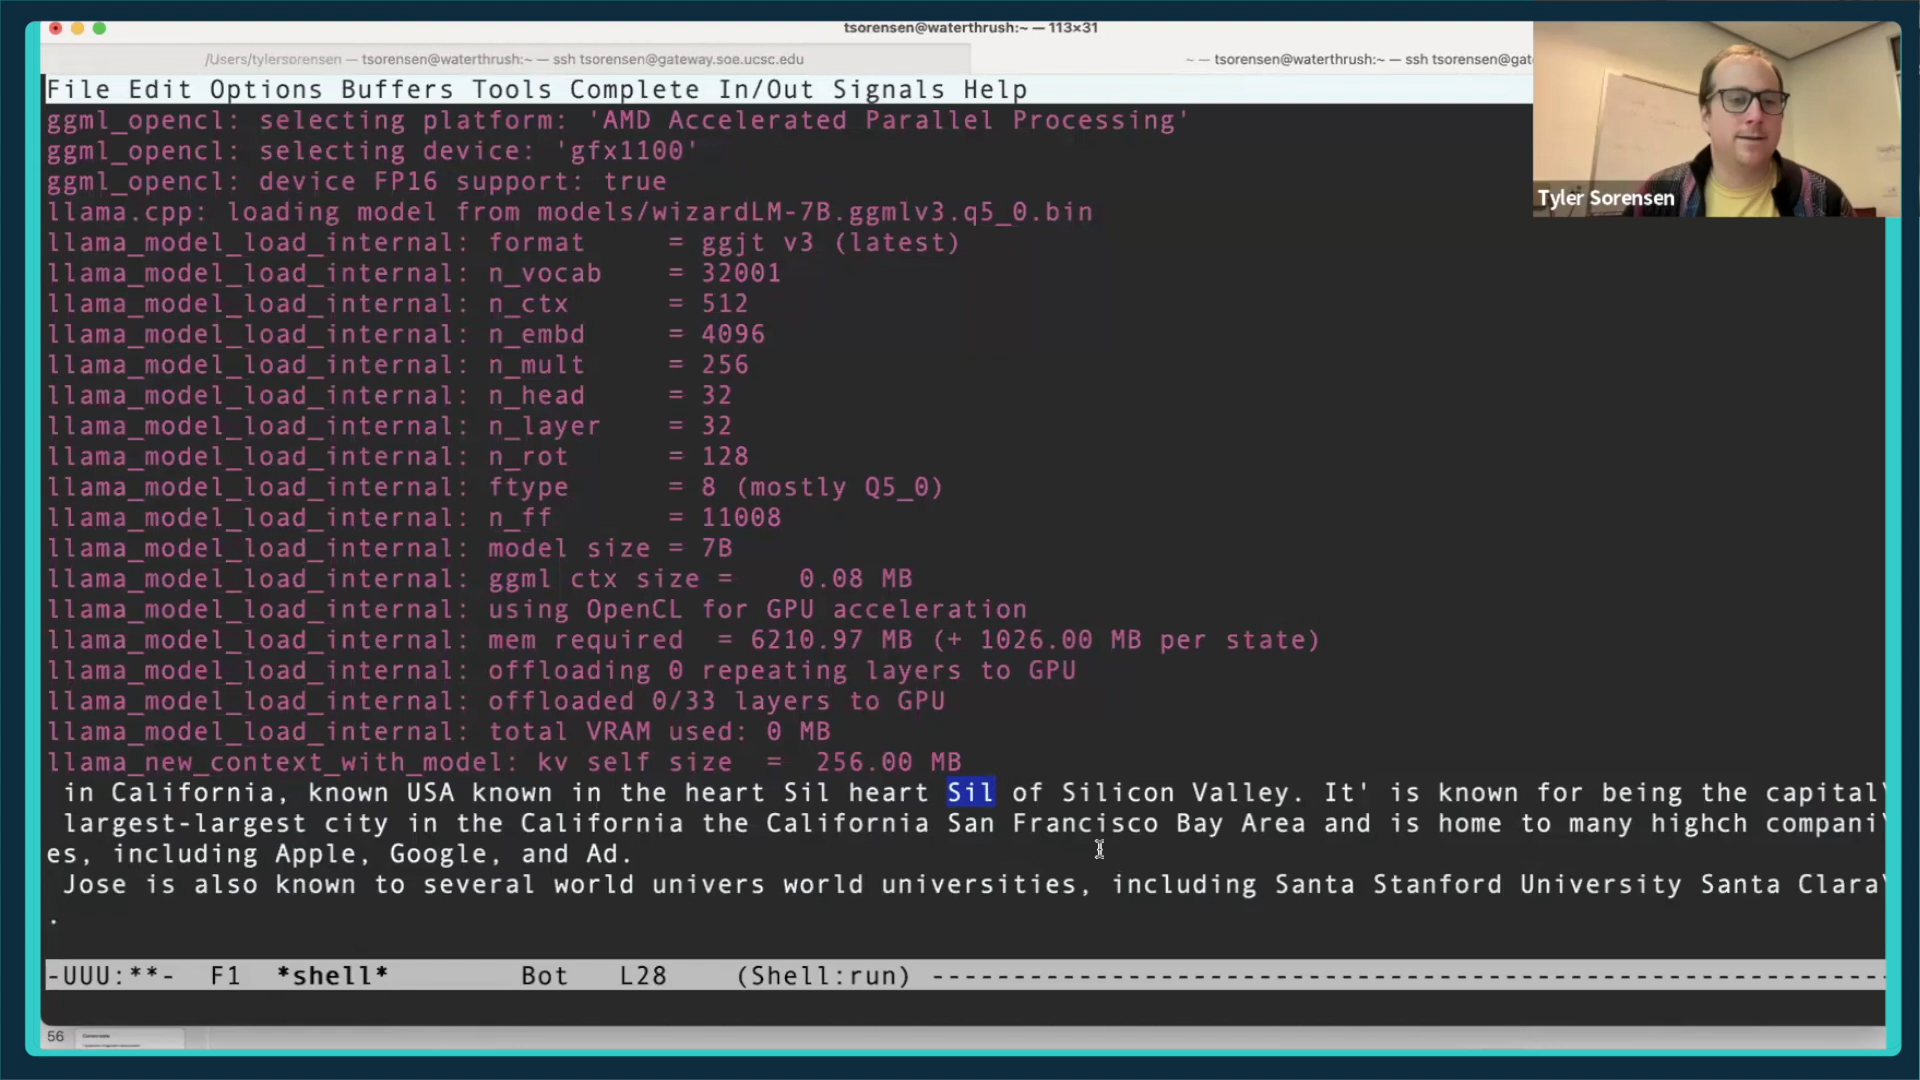 tsorensen@waterthrush:~ — 113×31
/Users/tylersorensen — tsorensen@waterthrush:~ — ssh tsorensen@gateway.soe.ucsc.edu
~ — tsorensen@waterthrush:~ — ssh tsorensen@gat
File Edit Options Buffers Tools Complete In/Out Signals Help
ggml_opencl: selecting platform: 'AMD Accelerated Parallel Processing'
ggml_opencl: selecting device: 'gfx1100'
ggml_opencl: device FP16 support: true
Tyler Sorensen
llama.cpp: loading model from models/wizardLM-7B.ggmlv3.q5_0.bin
llama_model_load_internal: format = ggjt v3 (latest)
llama_model_load_internal: n_vocab = 32001
llama_model_load_internal: n_ctx = 512
llama_model_load_internal: n_embd = 4096
llama_model_load_internal: n_mult = 256
llama_model_load_internal: n_head = 32
llama_model_load_internal: n_layer = 32
llama_model_load_internal: n_rot = 128
llama_model_load_internal: ftype = 8 (mostly Q5_0)
llama_model_load_internal: n_ff = 11008
llama_model_load_internal: model size = 7B
llama_model_load_internal: ggml ctx size = 0.08 MB
llama_model_load_internal: using OpenCL for GPU acceleration
llama_model_load_internal: mem required = 6210.97 MB (+ 1026.00 MB per state)
llama_model_load_internal: offloading 0 repeating layers to GPU
llama_model_load_internal: offloaded 0/33 layers to GPU
llama_model_load_internal: total VRAM used: 0 MB
llama_new_context_with_model: kv self size = 256.00 MB
in California, known USA known in the heart Sil heart Sil of Silicon Valley. It' is known for being the capital\
largest-largest city in the California the California San Francisco Bay Area and is home to many highch compani\
es, including Apple, Google, and Ad.
Jose is also known to several world univers world universities, including Santa Stanford University Santa Clara\
.
-UUU:**- F1 *shell* Bot L28 (Shell:run) ----------------------------------------------------------
56